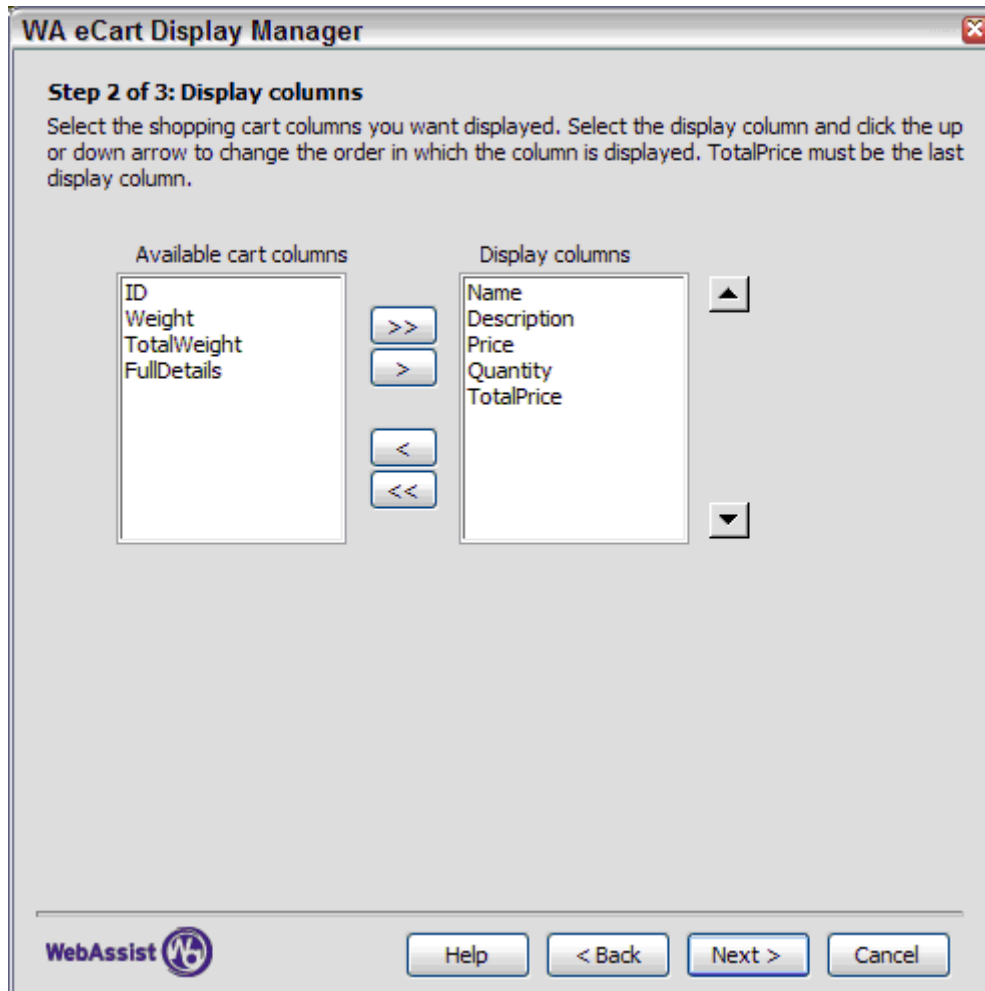 WA eCart Display Manager
Step 2 of 3: Display columns
Select the shopping cart columns you want displayed. Select the display column and click the up
or down arrow to change the order in which the column is displayed. TotalPrice must be the last
display column.
Available cart columns
ID
Weight
TotalWeight
FullDetails
>>
>
<
<<
Display columns
Name
Description
Price
Quantity
TotalPrice
WebAssist
Help
< Back
Next >
Cancel